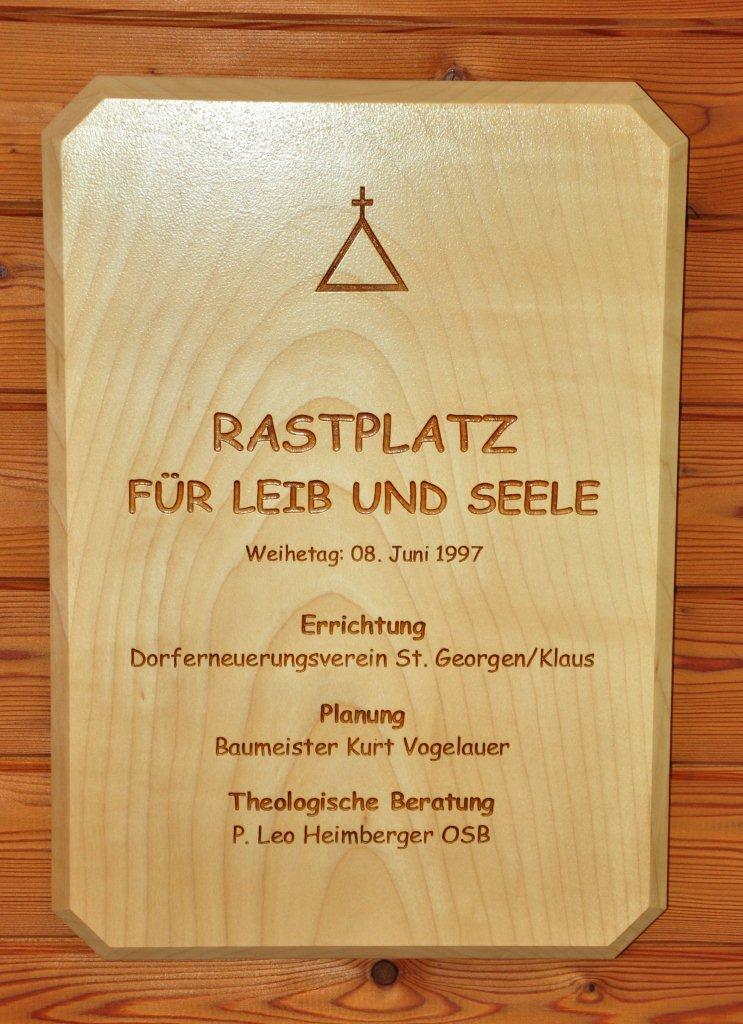 RASTPLATZ
FÜR LEIB UND SEELE
Weihetag: 08. Juni 1997
Errichtung
Dorferneuerungsverein St. Georgen/Klaus
Planung
Baumeister Kurt Vogelauer
Theologische Beratung
P. Leo Heimberger OSB